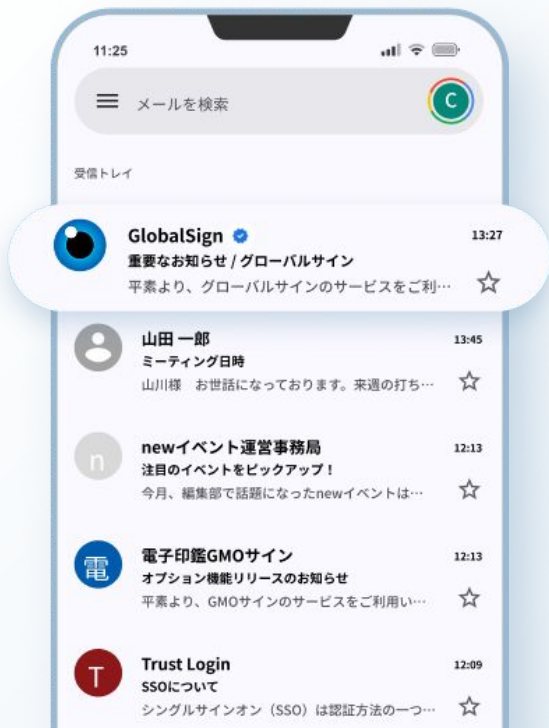 11:25
メールを検索
C
受信トレイ
GlobalSign
13:27
重要なお知らせ / グローバルサイン
平素より、グローバルサインのサービスをご利…
山田 一郎
13:45
ミーティング日時
山川様　お世話になっております。来週の打ち…
n
newイベント運営事務局
12:13
注目のイベントをピックアップ！
今月、編集部で話題になったnewイベントは…
電
電子印鑑GMOサイン
12:13
オプション機能リリースのお知らせ
平素より、GMOサインのサービスをご利用い…
T
Trust Login
12:09
SSOについて
シングルサインオン（SSO）は認証方法の一つ…